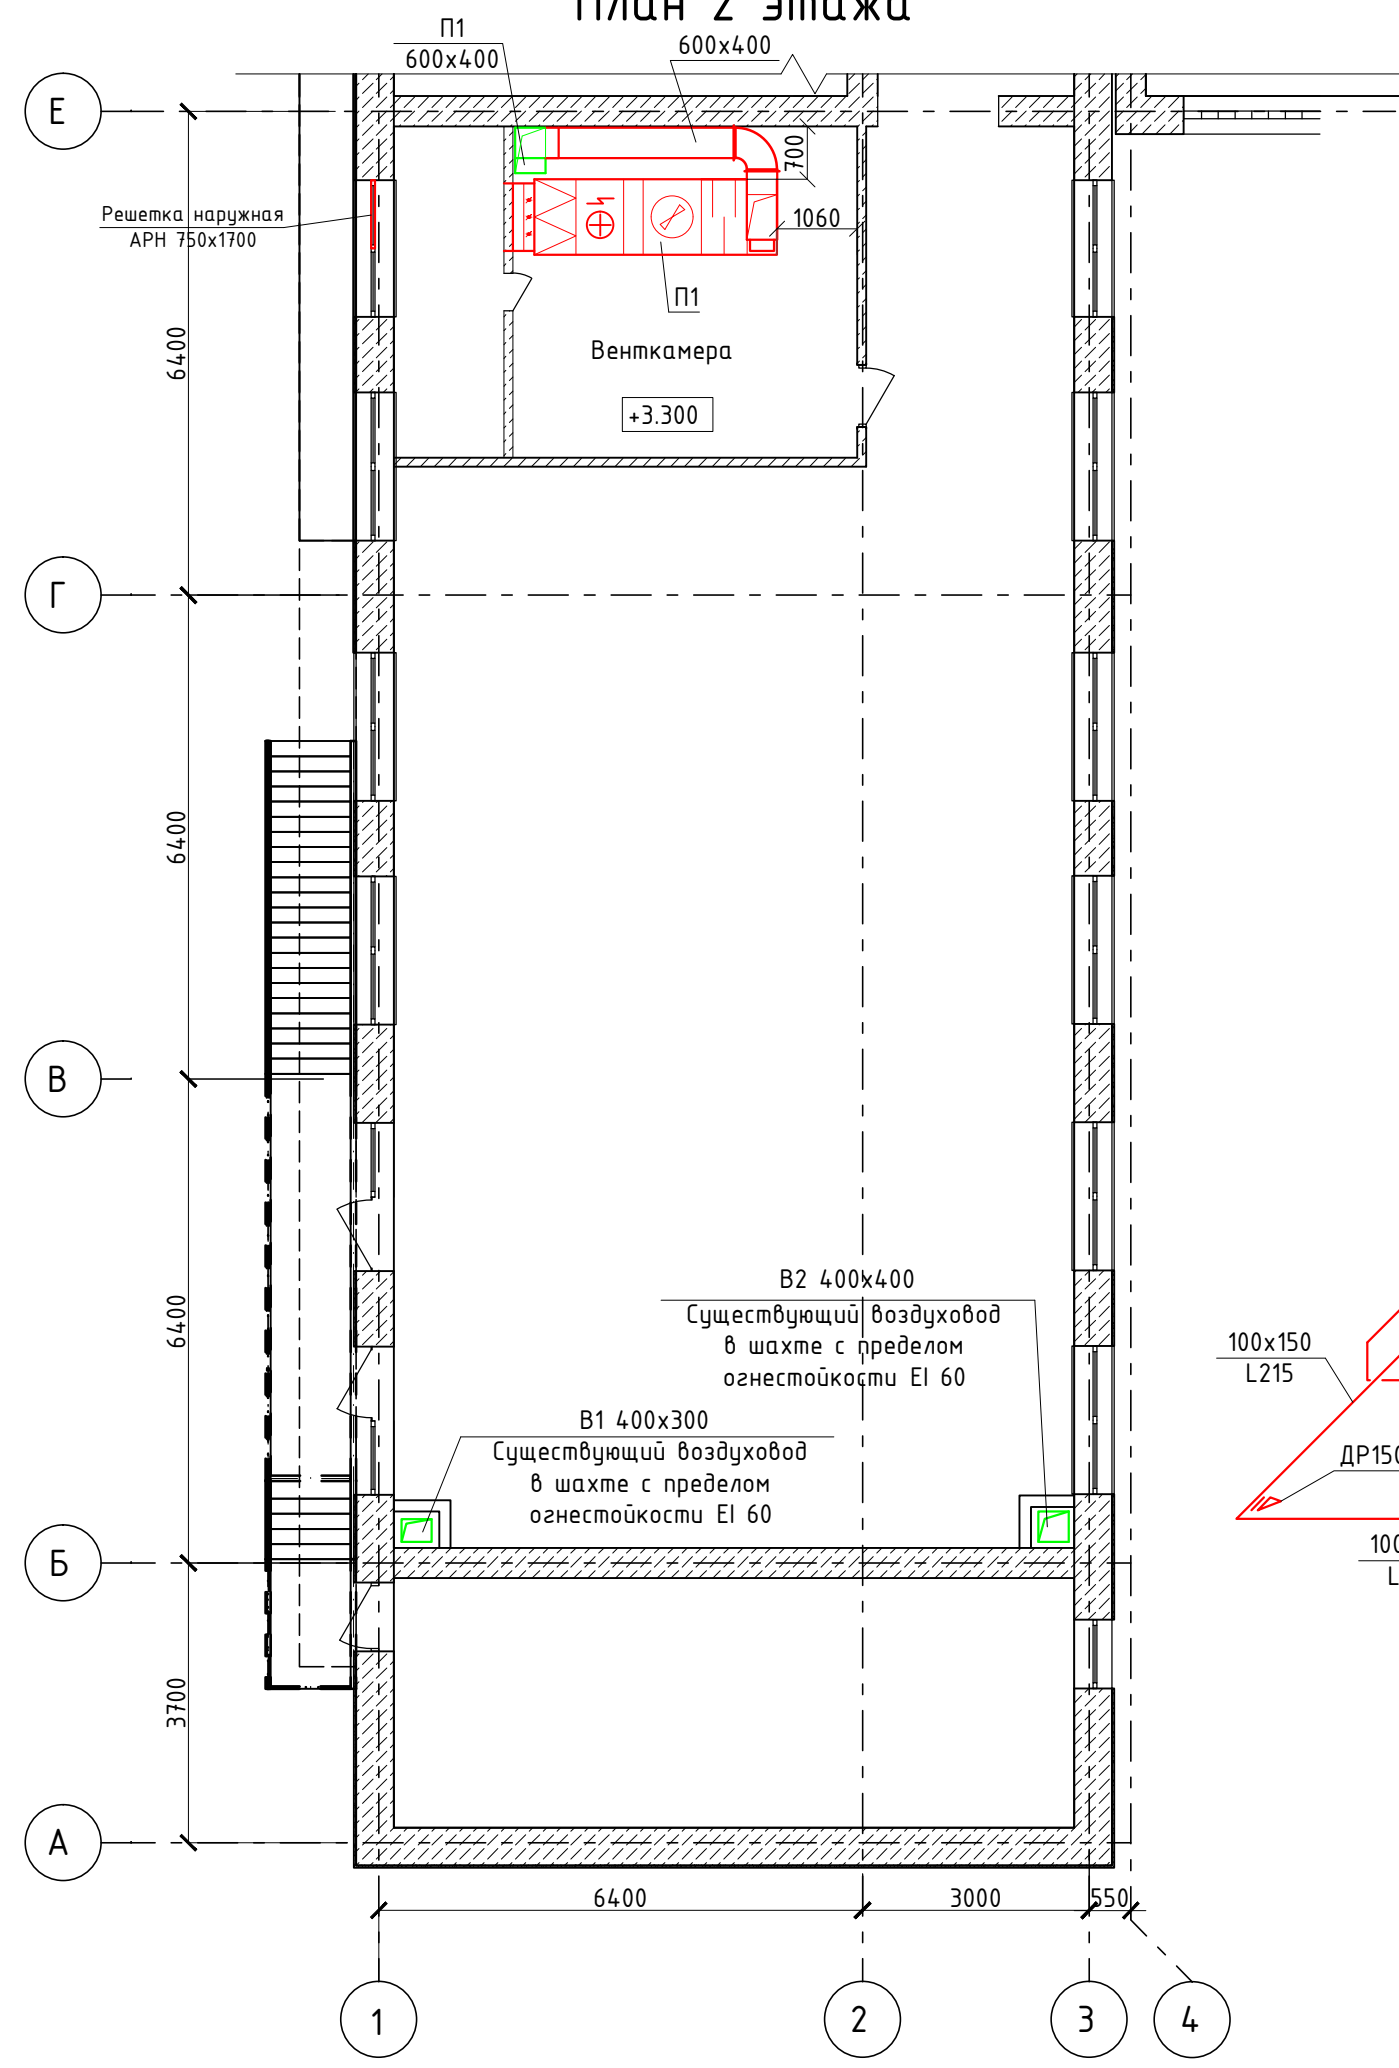 План 2 этажа
П1
600x400
600x400
Е
700
Решетка наружная
АРН 750x1700
1060
П1
6400
Венткамера
+3.300
Г
6400
В
В2 400x400
Существующий воздуховод
в шахте с пределом
огнестойкости EI 60
6400
100x150
L215
В1 400x300
Существующий воздуховод
в шахте с пределом
огнестойкости EI 60
ДР150
Б
100
L
3700
А
6400
3000
550
1
2
3
4